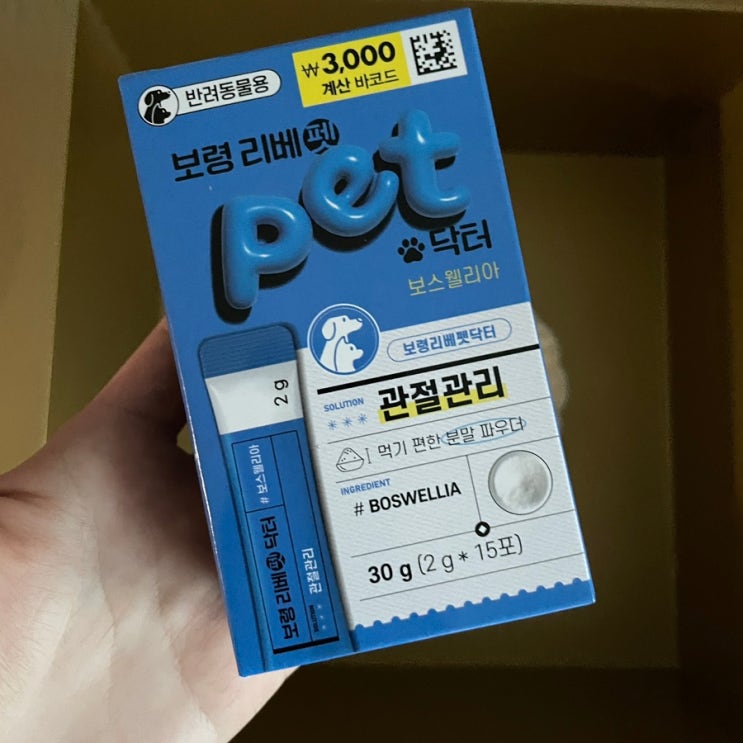 반려동물용
₩3,000
계산 바코드
보령 리베펫
pet
닥터
보스웰리아
보령리베펫닥터
SOLUTION
관절관리
먹기 편한 분말 파우더
INGREDIENT
# BOSWELLIA
30 g (2 g * 15포)
2 g
# 보스웰리아
보령 리베펫 닥터
SOLUTION
관절관리